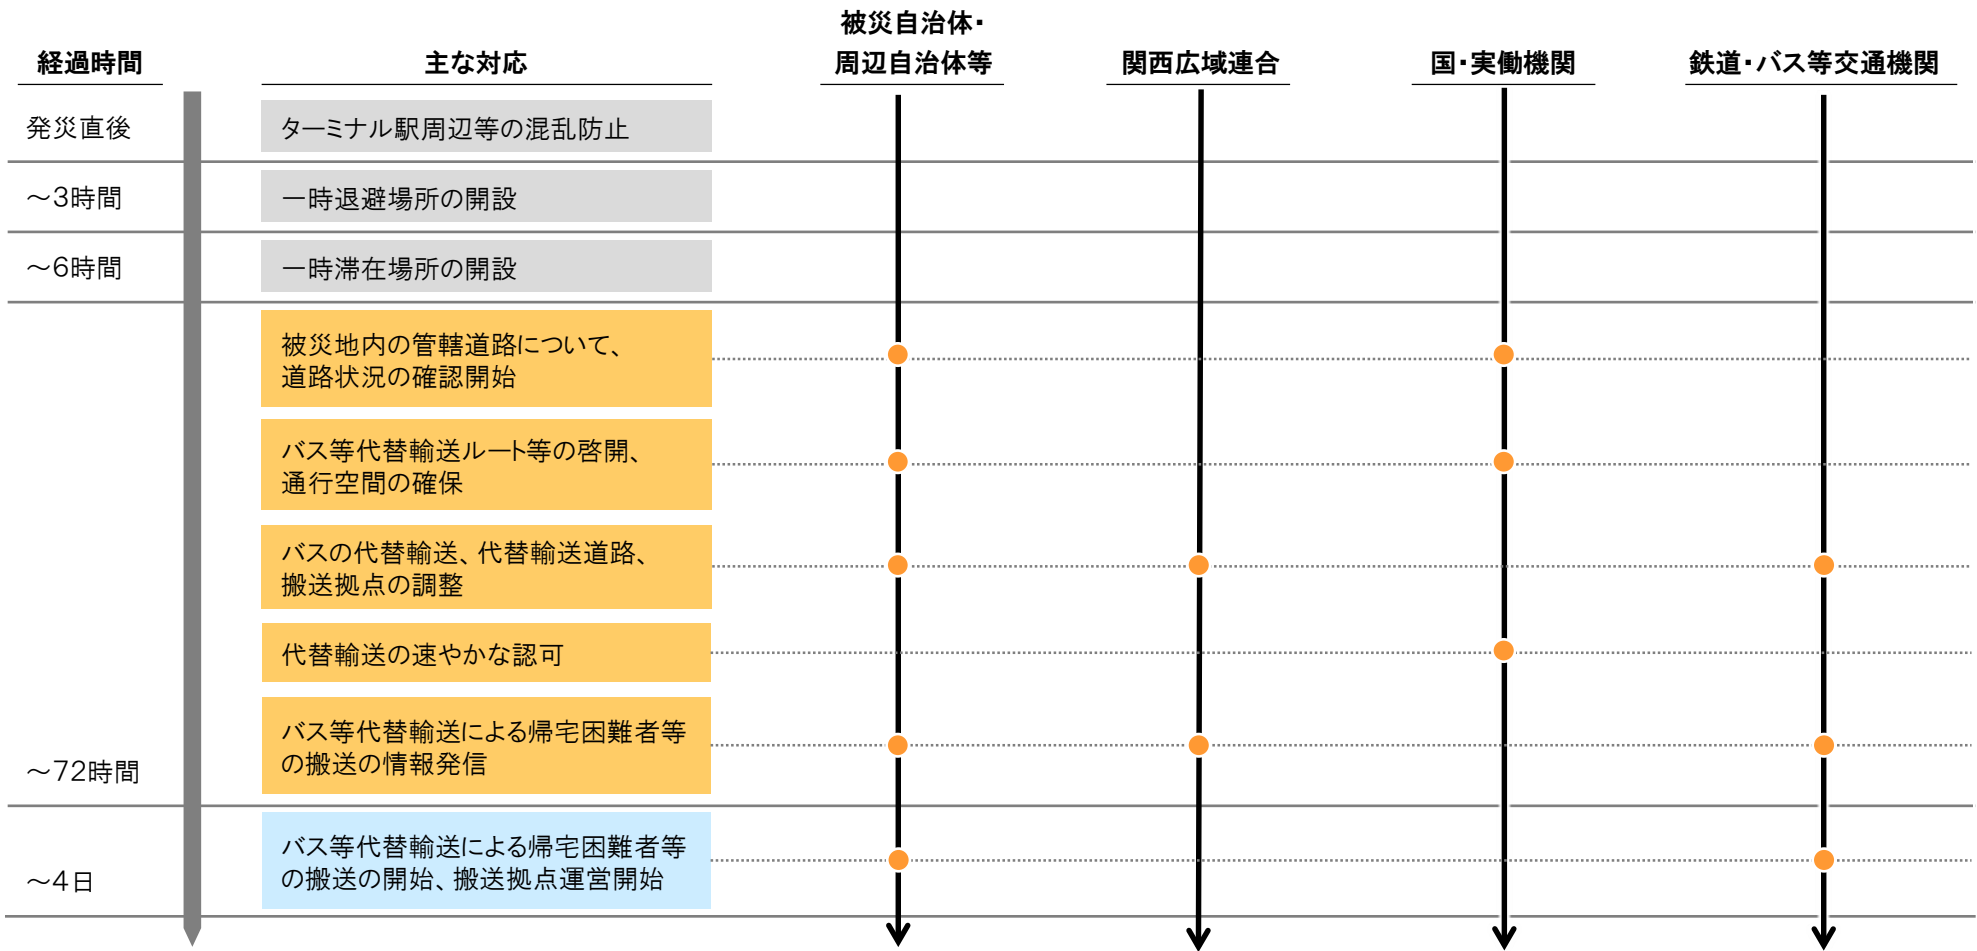 経過時間
主な対応
被災自治体・
周辺自治体等
関西広域連合
国・実働機関
鉄道・バス等交通機関
発災直後
ターミナル駅周辺等の混乱防止
～3時間
一時退避場所の開設
～6時間
一時滞在場所の開設
被災地内の管轄道路について、
道路状況の確認開始
バス等代替輸送ルート等の啓開、
通行空間の確保
バスの代替輸送、代替輸送道路、
搬送拠点の調整
代替輸送の速やかな認可
バス等代替輸送による帰宅困難者等
の搬送の情報発信
～72時間
バス等代替輸送による帰宅困難者等
の搬送の開始、搬送拠点運営開始
～4日